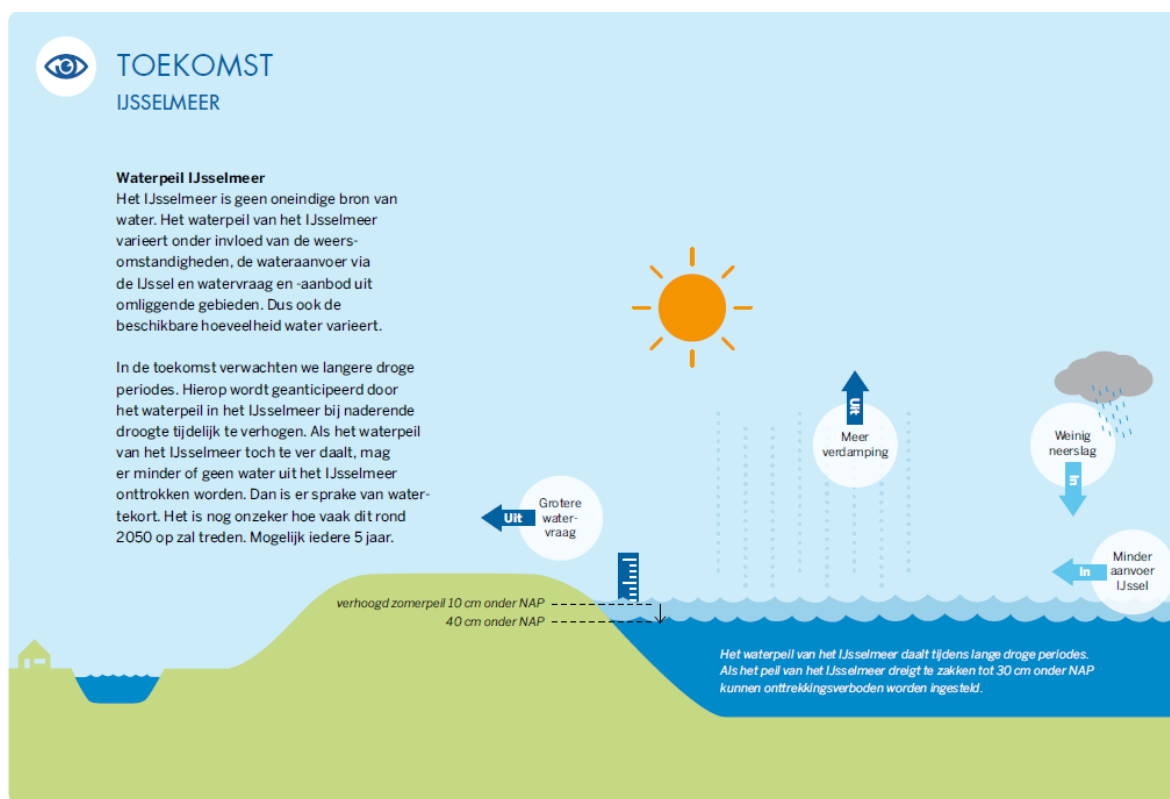 TOEKOMST
IJSSELMEER
Waterpeil IJsselmeer
Het IJsselmeer is geen oneindige bron van
water. Het waterpeil van het IJsselmeer
varieert onder invloed van de weers-
omstandigheden, de wateraanvoer via
de IJssel en watervraag en -aanbod uit
omliggende gebieden. Dus ook de
beschikbare hoeveelheid water varieert.
In de toekomst verwachten we langere droge
periodes. Hierop wordt geanticipeerd door
het waterpeil in het IJsselmeer bij naderende
droogte tijdelijk te verhogen. Als het waterpeil
van het IJsselmeer toch te ver daalt, mag
er minder of geen water uit het IJsselmeer
onttrokken worden. Dan is er sprake van water-
tekort. Het is nog onzeker hoe vaak dit rond
2050 op zal treden. Mogelijk iedere 5 jaar.
Uit
Grotere
water-
vraag
Uit
Meer
verdamping
Weinig
neerslag
In
In
Minder
aanvoer
IJssel
verhoogd zomerpeil 10 cm onder NAP
40 cm onder NAP
Het waterpeil van het IJsselmeer daalt tijdens lange droge periodes.
Als het peil van het IJsselmeer dreigt te zakken tot 30 cm onder NAP
kunnen onttrekkingsverboden worden ingesteld.